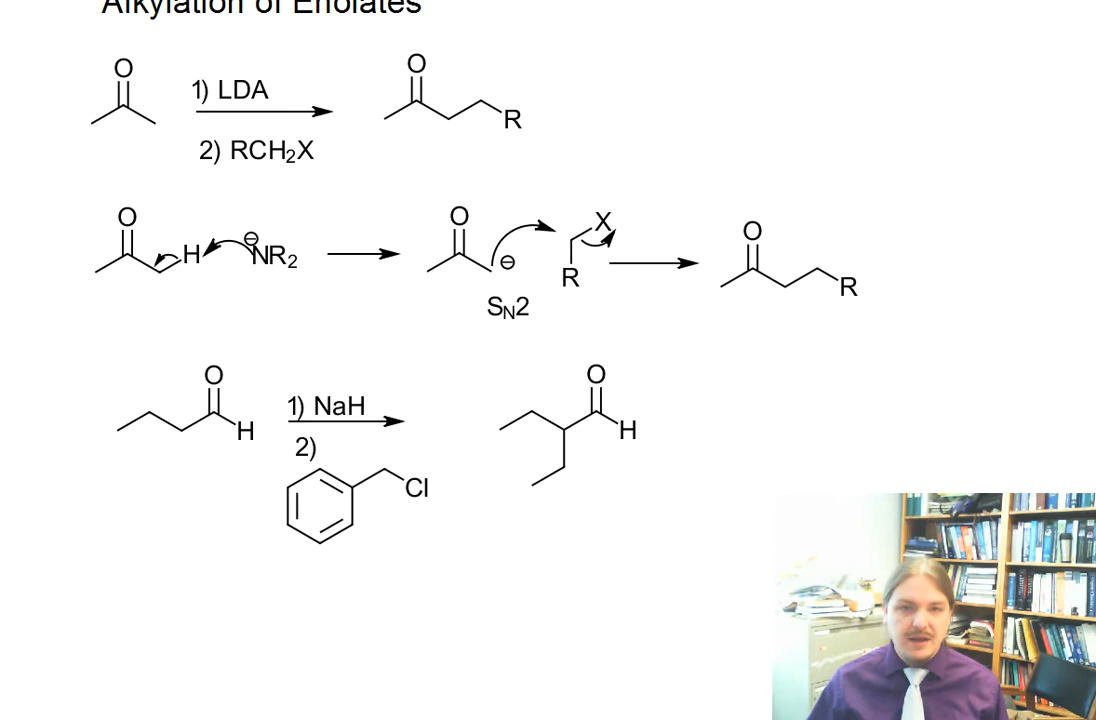 Alkylation of Enolates
O
O
1) LDA
R
2) RCH₂X
O
H
⊖
NR₂
O
⊖
X
R
O
R
SN2
O
H
1) NaH
2)
Cl
O
H